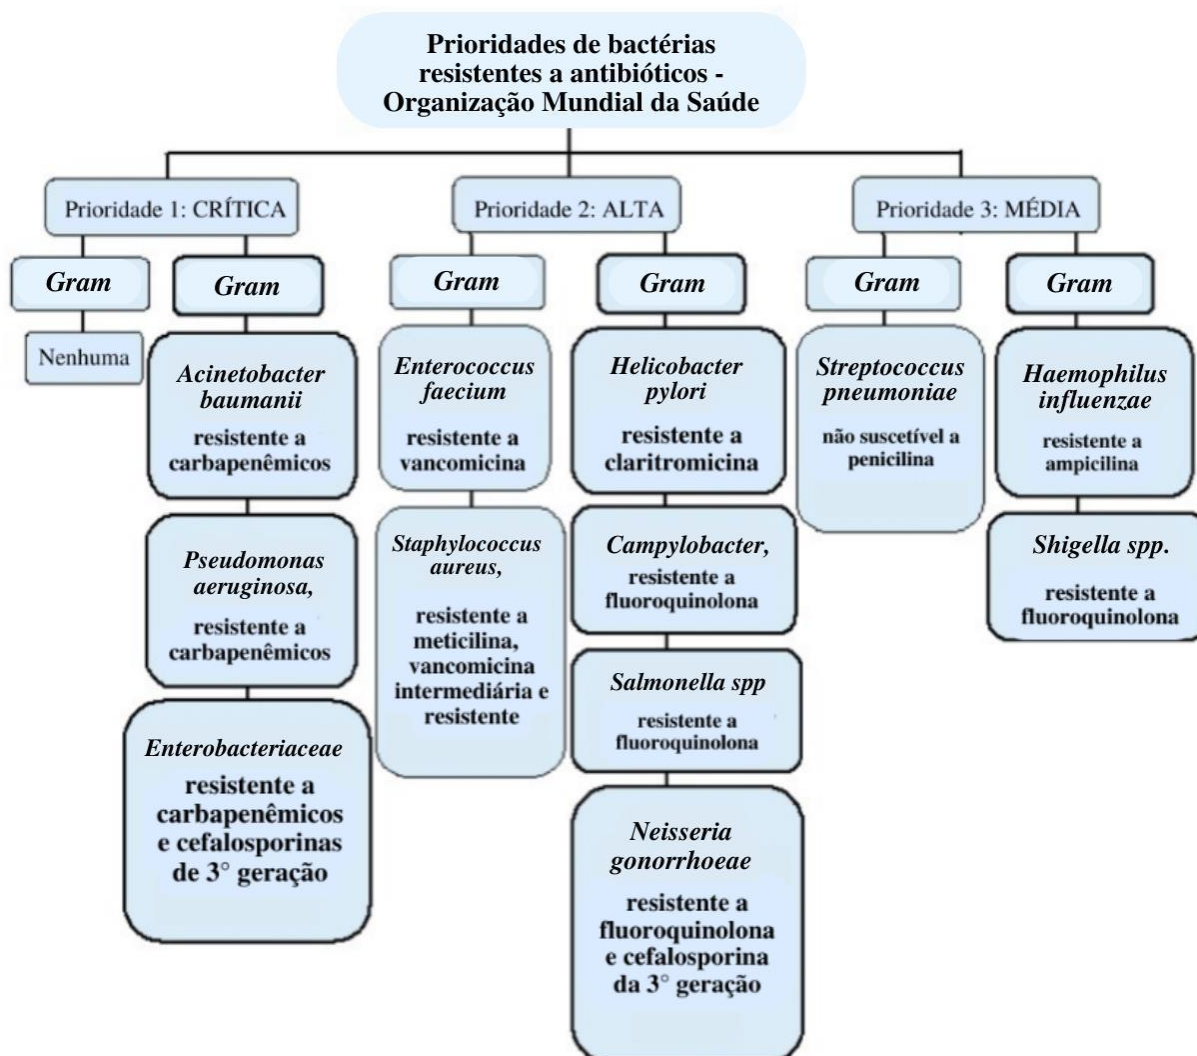 Prioridades de bactérias
resistentes a antibióticos -
Organização Mundial da Saúde
Prioridade 1: CRÍTICA
Prioridade 2: ALTA
Prioridade 3: MÉDIA
Gram
Gram
Gram
Gram
Gram
Gram
Nenhuma
Acinetobacter
baumanii
resistente a
carbapenêmicos
Pseudomonas
aeruginosa,
resistente a
carbapenêmicos
Enterobacteriaceae
resistente a
carbapenêmicos
e cefalosporinas
de 3° geração
Enterococcus
faecium
resistente a
vancomicina
Staphylococcus
aureus,
resistente a
meticilina,
vancomicina
intermediária e
resistente
Helicobacter
pylori
resistente a
claritromicina
Campylobacter,
resistente a
fluoroquinolona
Salmonella spp
resistente a
fluoroquinolona
Neisseria
gonorrhoeae
resistente a
fluoroquinolona
e cefalosporina
da 3° geração
Streptococcus
pneumoniae
não suscetível a
penicilina
Haemophilus
influenzae
resistente a
ampicilina
Shigella spp.
resistente a
fluoroquinolona